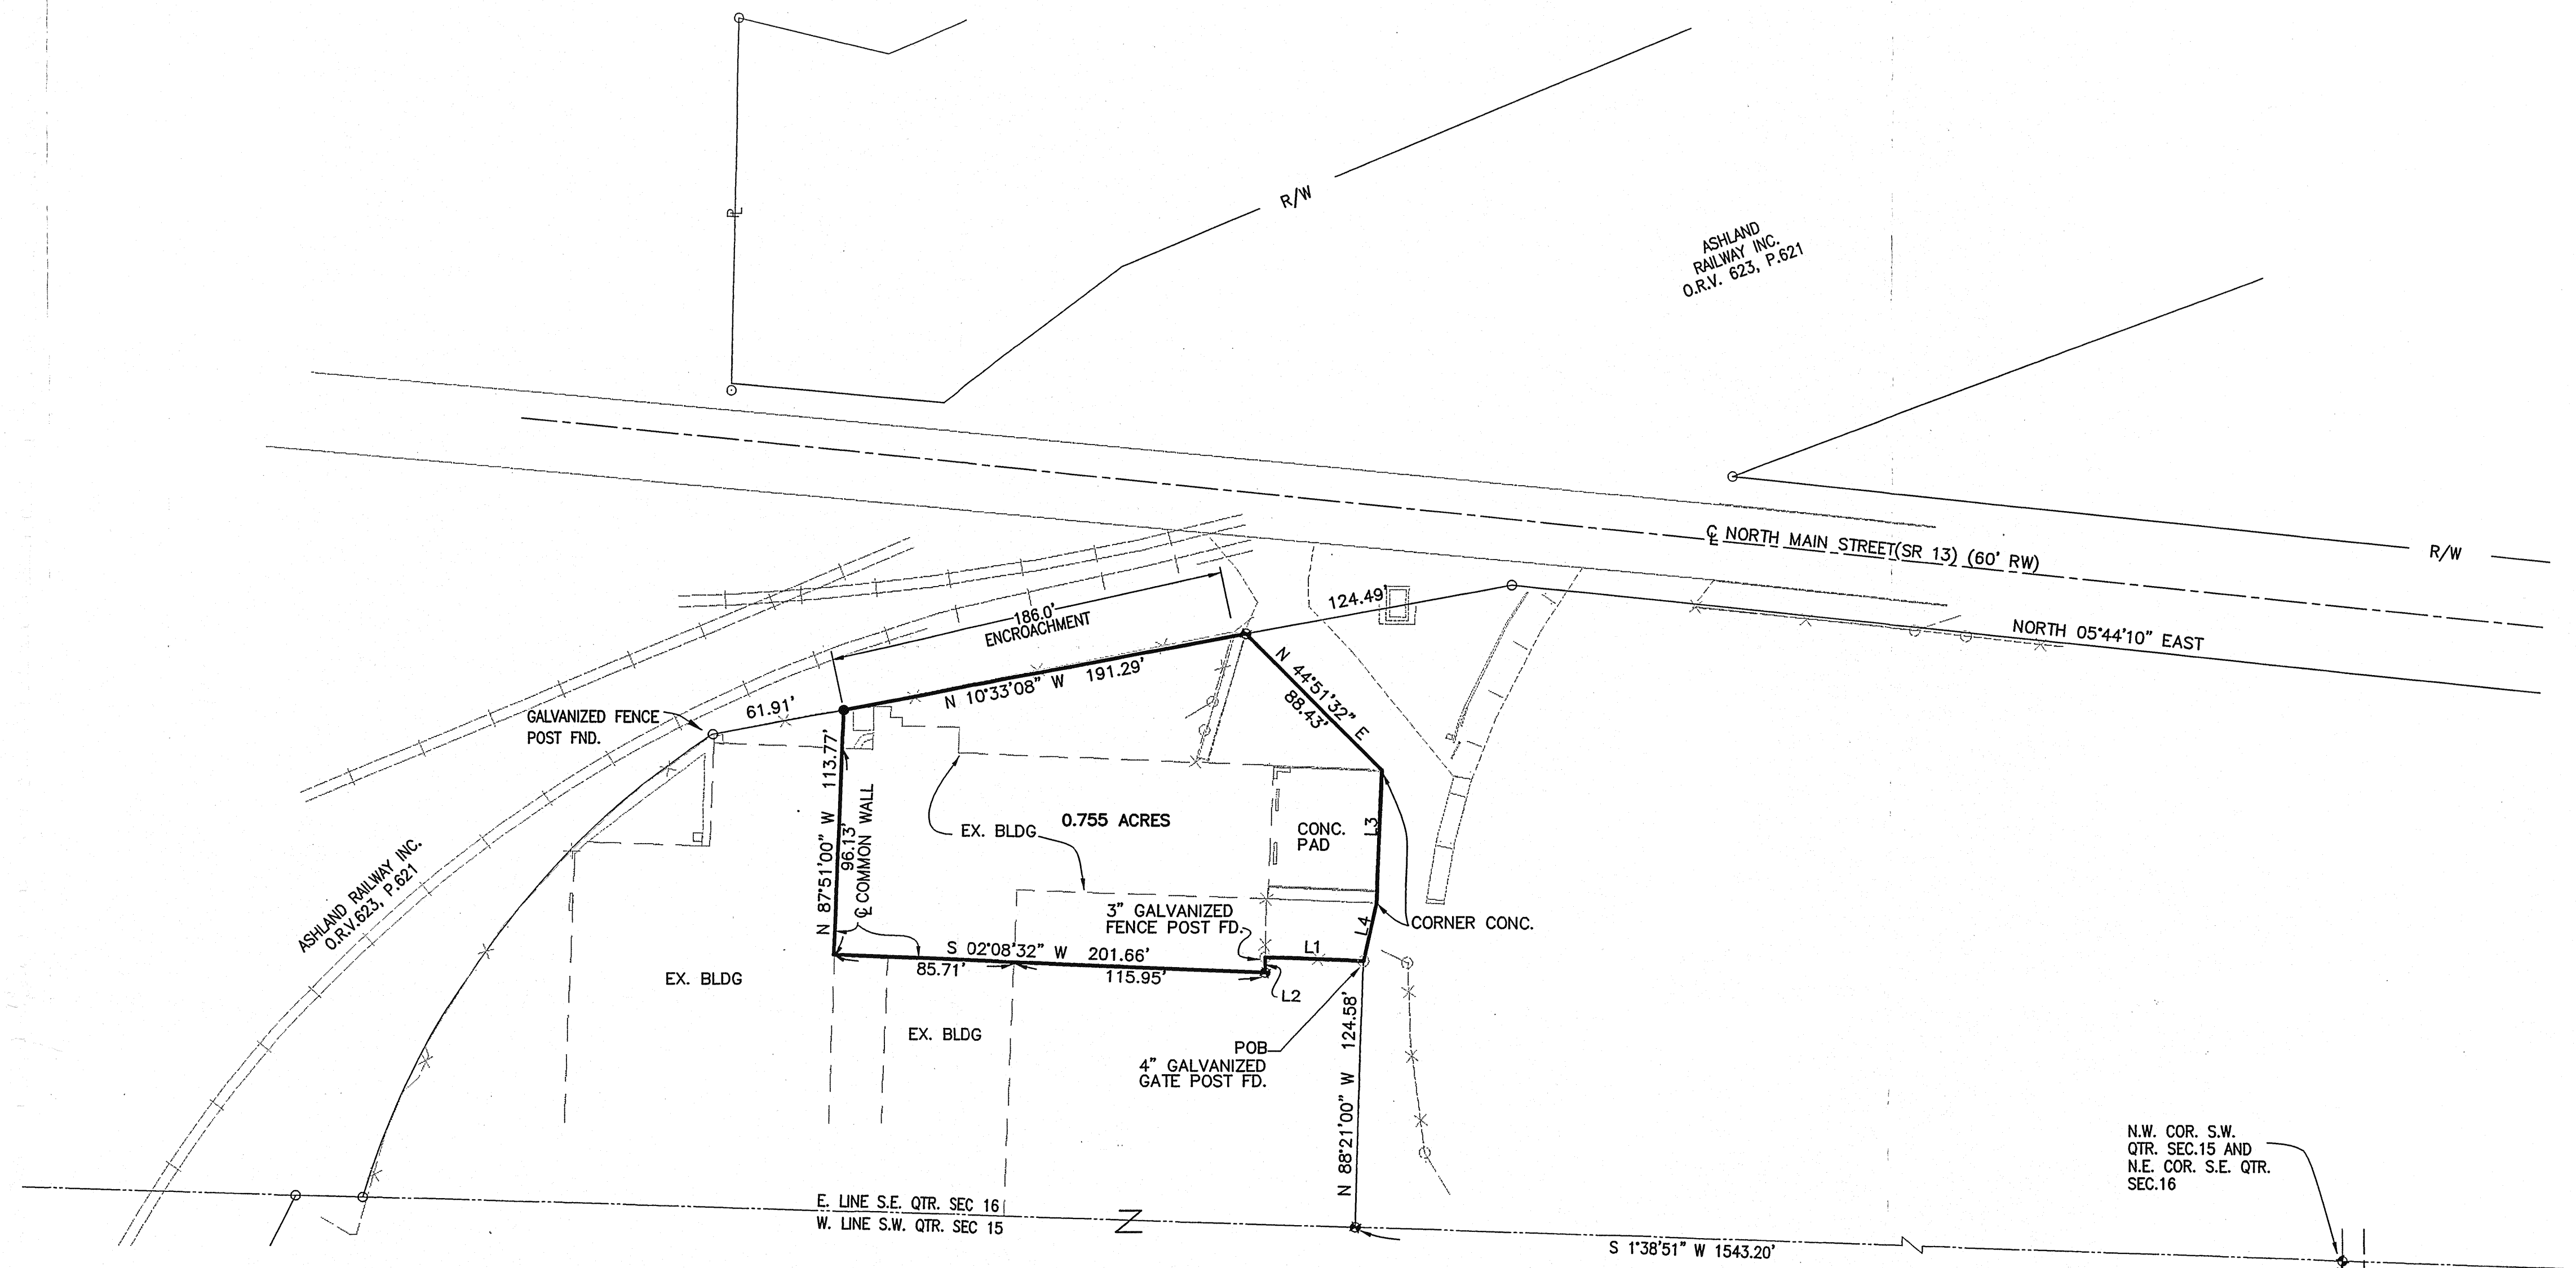 R/W
ASHLAND
RAILWAY INC.
O.R.V. 623, P.621
PL
℄ NORTH MAIN STREET(SR 13) (60' RW)
R/W
NORTH 05°44'10" EAST
124.49'
186.0'
ENCROACHMENT
N 10°33'08" W 191.29'
61.91'
GALVANIZED FENCE
POST FND.
N 44°51'32" E
88.43'
N 87°51'00" W 113.77'
96.13'
℄ COMMON WALL
EX. BLDG
0.755 ACRES
CONC.
PAD
L3
L4
CORNER CONC.
3" GALVANIZED
FENCE POST FD.
L1
L2
S 02°08'32" W 201.66'
85.71'
115.95'
ASHLAND RAILWAY INC.
O.R.V.623, P.621
EX. BLDG
EX. BLDG
POB
4" GALVANIZED
GATE POST FD.
N 88°21'00" W 124.58'
N.W. COR. S.W.
QTR. SEC.15 AND
N.E. COR. S.E. QTR.
SEC.16
E. LINE S.E. QTR. SEC 16
W. LINE S.W. QTR. SEC 15
Z
S 1°38'51" W 1543.20'